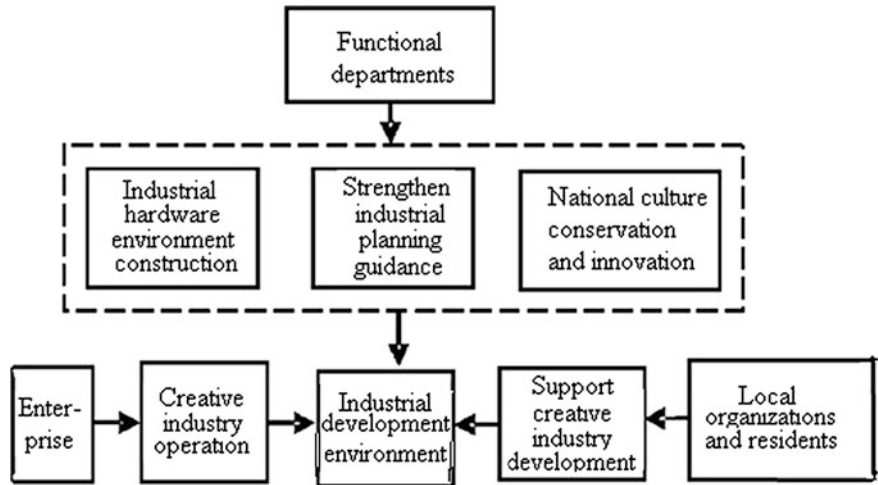 Functional
departments
Industrial
hardware
environment
construction
Strengthen
industrial
planning
guidance
National culture
conservation
and innovation
Enter-
prise
Creative
industry
operation
Industrial
development
environment
Support
creative
industry
development
Local
organizations
and residents